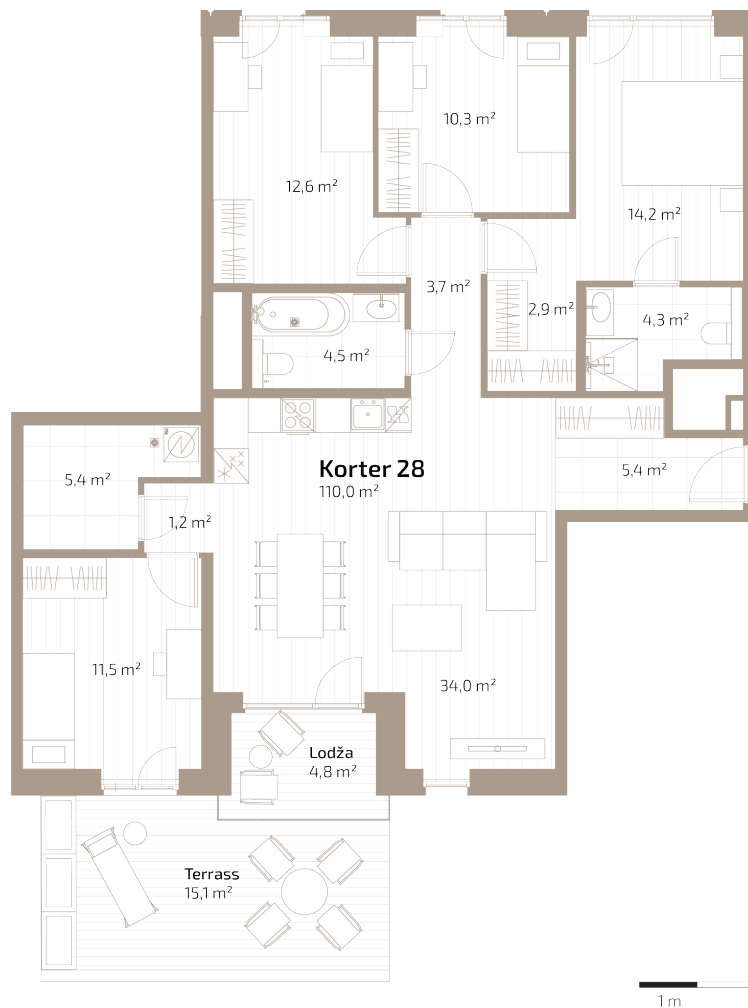 10,3 m²
12,6 m²
14,2 m²
3,7 m²
2,9 m²
4,3 m²
4,5 m²
Korter 28
110,0 m²
5,4 m²
5,4 m²
1,2 m²
11,5 m²
34,0 m²
Lodža
4,8 m²
Terrass
15,1 m²
1 m